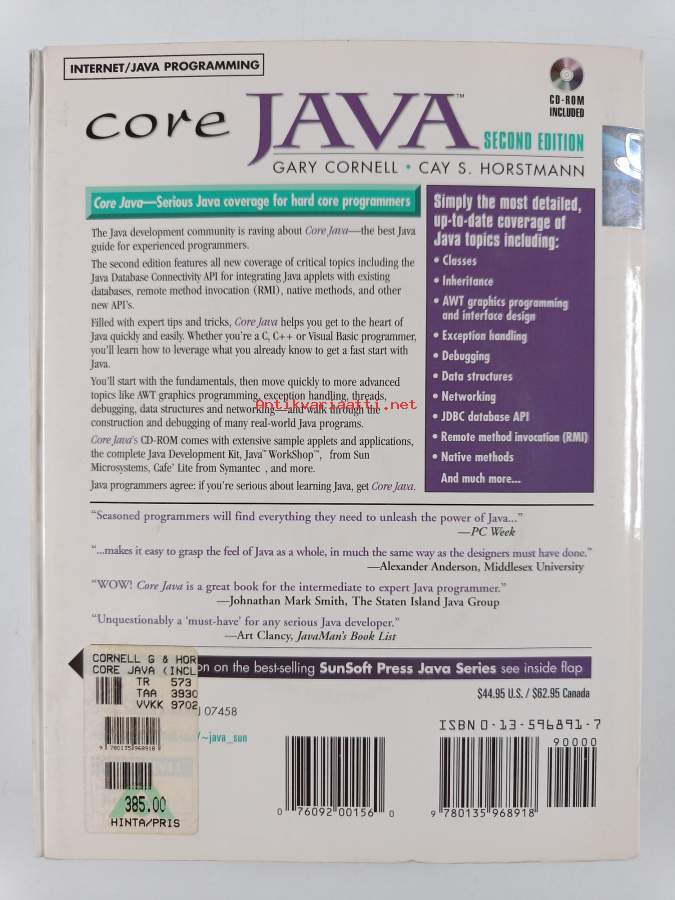 INTERNET/JAVA PROGRAMMING
CD-ROM
INCLUDED
core JAVA™
SECOND EDITION
GARY CORNELL • CAY S. HORSTMANN
Core Java—Serious Java coverage for hard core programmers
The Java development community is raving about Core Java—the best Java
guide for experienced programmers.
The second edition features all new coverage of critical topics including the
Java Database Connectivity API for integrating Java applets with existing
databases, remote method invocation (RMI), native methods, and other
new API's.
Filled with expert tips and tricks, Core Java helps you get to the heart of
Java quickly and easily. Whether you're a C, C++ or Visual Basic programmer,
you'll learn how to leverage what you already know to get a fast start with
Java.
You'll start with the fundamentals, then move quickly to more advanced
topics like AWT graphics programming, exception handling, threads,
debugging, data structures and networking—and walk through the
construction and debugging of many real-world Java programs.
Core Java's CD-ROM comes with extensive sample applets and applications,
the complete Java Development Kit, Java™ WorkShop™, from Sun
Microsystems, Cafe' Lite from Symantec , and more.
Java programmers agree: if you're serious about learning Java, get Core Java.
Simply the most detailed,
up-to-date coverage of
Java topics including:
• Classes
• Inheritance
• AWT graphics programming
and interface design
• Exception handling
• Debugging
• Data structures
• Networking
• JDBC database API
• Remote method invocation (RMI)
• Native methods
And much more...
Antikvariaatti.net
“Seasoned programmers will find everything they need to unleash the power of Java...”
—PC Week
“...makes it easy to grasp the feel of Java as a whole, in much the same way as the designers must have done.”
—Alexander Anderson, Middlesex University
“WOW! Core Java is a great book for the intermediate to expert Java programmer.”
—Johnathan Mark Smith, The Staten Island Java Group
“Unquestionably a 'must-have' for any serious Java developer.”
—Art Clancy, JavaMan's Book List
on on the best-selling SunSoft Press Java Series see inside flap
CORNELL G & HOR
CORE JAVA (INCL
TR 573
TAA 3930
VVKK 9702
9 780135 968918
385.00
HINTA/PRIS
07458
/~java_sun
$44.95 U.S. / $62.95 Canada
ISBN 0-13-596891-7
90000
0 76092 00156 0
9 780135 968918